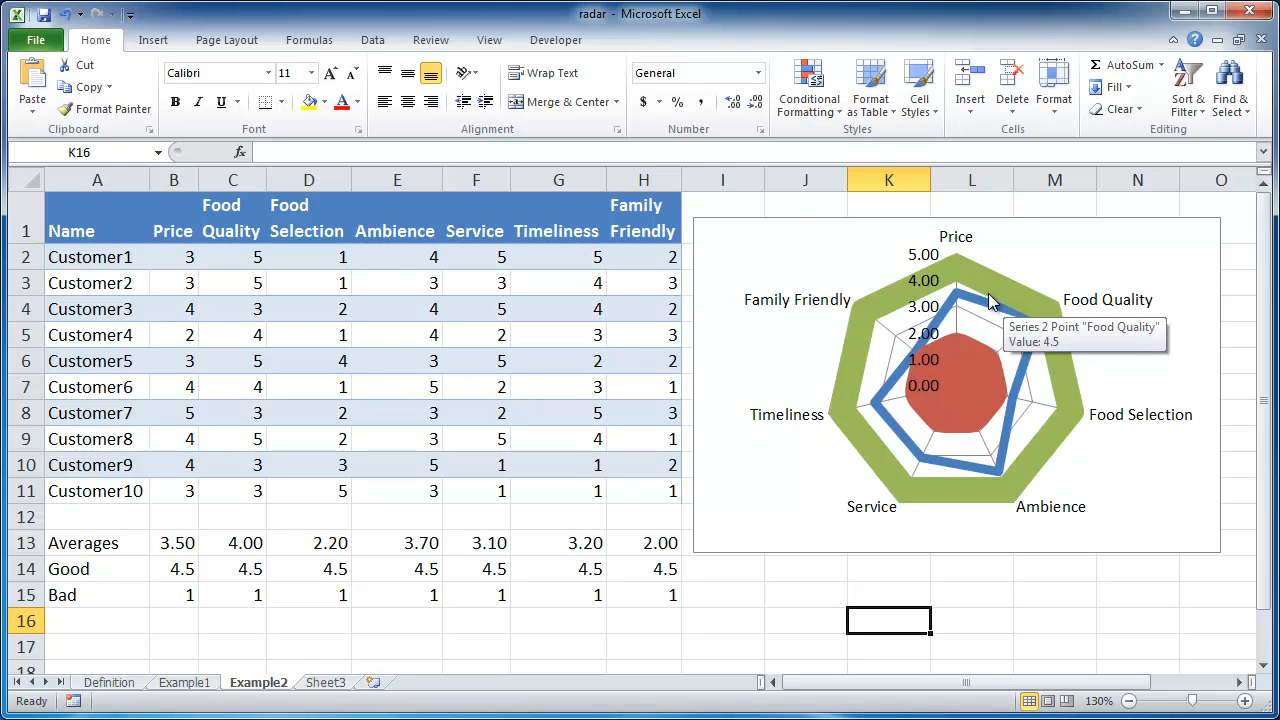 radar - Microsoft Excel
File Home Insert Page Layout Formulas Data Review View Developer
Paste Cut Copy Format Painter Clipboard
Calibri 11 B I U A A A Font
Wrap Text Merge & Center Alignment
General $ % , .0 .00 .00 .0 Number
Conditional Formatting Format as Table Cell Styles Styles
Insert Delete Format Cells
Σ AutoSum Fill Clear Sort & Filter Find & Select Editing
K16 fx
A B C D E F G H I J K L M N O
1 Name Price Food Quality Food Selection Ambience Service Timeliness Family Friendly
2 Customer1 3 5 1 4 5 5 2
3 Customer2 3 5 1 3 3 4 3
4 Customer3 4 3 2 4 5 4 2
5 Customer4 2 4 1 4 2 3 3
6 Customer5 3 5 4 3 5 2 2
7 Customer6 4 4 1 5 2 3 1
8 Customer7 5 3 2 3 2 5 3
9 Customer8 4 5 2 3 5 4 1
10 Customer9 4 3 3 5 1 1 2
11 Customer10 3 3 5 3 1 1 1
12
13 Averages 3.50 4.00 2.20 3.70 3.10 3.20 2.00
14 Good 4.5 4.5 4.5 4.5 4.5 4.5 4.5
15 Bad 1 1 1 1 1 1 1
16
17
18
Price
5.00
4.00
Family Friendly 3.00 Food Quality
Series 2 Point "Food Quality"
Value: 4.5
2.00
1.00
0.00
Timeliness Food Selection
Service Ambience
Definition Example1 Example2 Sheet3
Ready 130%